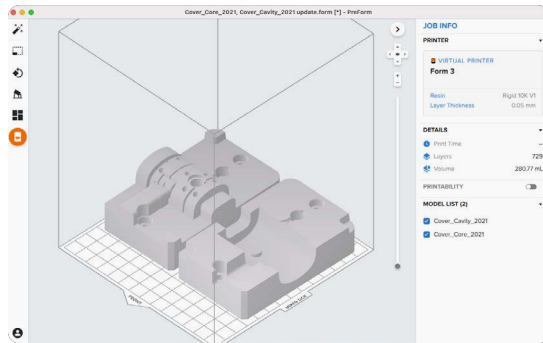 Cover_Core_2021, Cover_Cavity_2021 update.form [*] - PreForm
JOB INFO
PRINTER
VIRTUAL PRINTER
Form 3
Resin Rigid 10K V1
Layer Thickness 0.05 mm
DETAILS
Print Time --
Layers 729
Volume 280.77 mL
PRINTABILITY
MODEL LIST (2)
Cover_Cavity_2021
Cover_Core_2021
FRONT